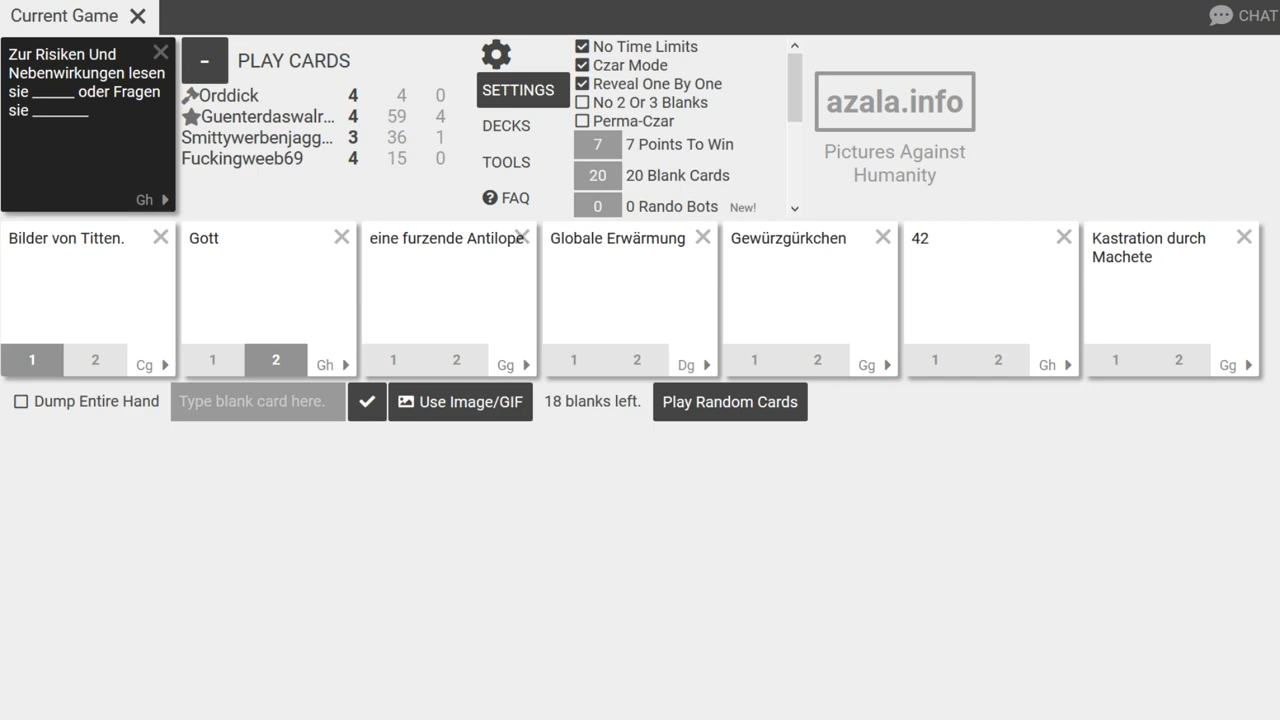 Current Game
CHAT
Zur Risiken Und
Nebenwirkungen lesen
sie _____ oder Fragen
sie _______
Gh
- PLAY CARDS
Orddick 4 4 0
Guenterdaswalr... 4 59 4
Smittywerbenjagg... 3 36 1
Fuckingweeb69 4 15 0
SETTINGS
DECKS
TOOLS
? FAQ
No Time Limits
Czar Mode
Reveal One By One
No 2 Or 3 Blanks
Perma-Czar
7 7 Points To Win
20 20 Blank Cards
0 0 Rando Bots New!
azala.info
Pictures Against
Humanity
Bilder von Titten.
1 2 Cg
Gott
1 2 Gh
eine furzende Antilope
1 2 Gg
Globale Erwärmung
1 2 Dg
Gewürzgürkchen
1 2 Gg
42
1 2 Gh
Kastration durch
Machete
1 2 Gg
Dump Entire Hand
Type blank card here.
Use Image/GIF
18 blanks left.
Play Random Cards